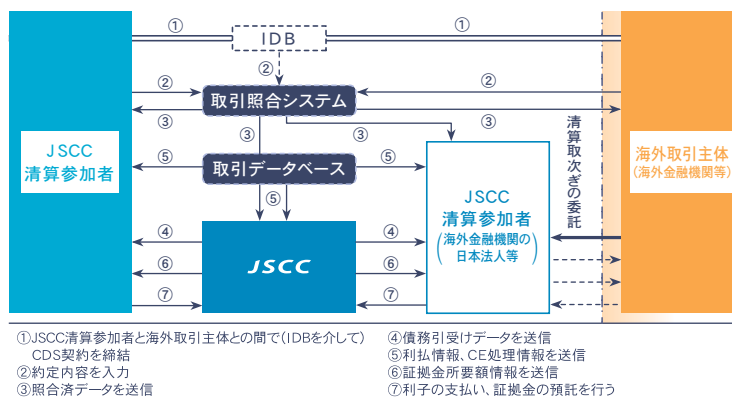 ① IDB ①
②
② ②
取引照合システム
③ ③ ③ ③
JSCC
清算参加者
海外取引主体
(海外金融機関等)
清算取次ぎの委託
⑤ 取引データベース ⑤
⑤
JSCC
清算参加者
(海外金融機関の
日本法人等)
④ JSCC ④
⑥ ⑥
⑦ ⑦
①JSCC清算参加者と海外取引主体との間で(IDBを介して)
CDS契約を締結
②約定内容を入力
③照合済データを送信
④債務引受けデータを送信
⑤利払情報、CE処理情報を送信
⑥証拠金所要額情報を送信
⑦利子の支払い、証拠金の預託を行う